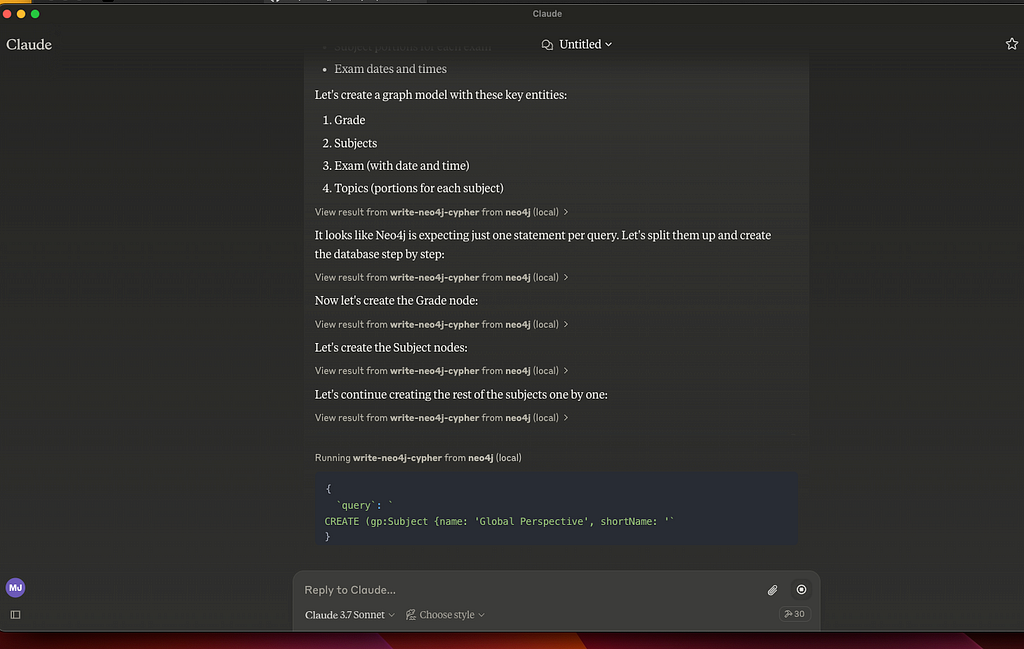 Claude
Claude
Untitled
Subject portions for each exam
• Exam dates and times
Let's create a graph model with these key entities:
1. Grade
2. Subjects
3. Exam (with date and time)
4. Topics (portions for each subject)
View result from write-neo4j-cypher from neo4j (local)
It looks like Neo4j is expecting just one statement per query. Let's split them up and create
the database step by step:
View result from write-neo4j-cypher from neo4j (local)
Now let's create the Grade node:
View result from write-neo4j-cypher from neo4j (local)
Let's create the Subject nodes:
View result from write-neo4j-cypher from neo4j (local)
Let's continue creating the rest of the subjects one by one:
View result from write-neo4j-cypher from neo4j (local)
Running write-neo4j-cypher from neo4j (local)
{
`query`: `
CREATE (gp:Subject {name: 'Global Perspective', shortName: '`
}
MJ
Reply to Claude...
Claude 3.7 Sonnet
Choose style
30